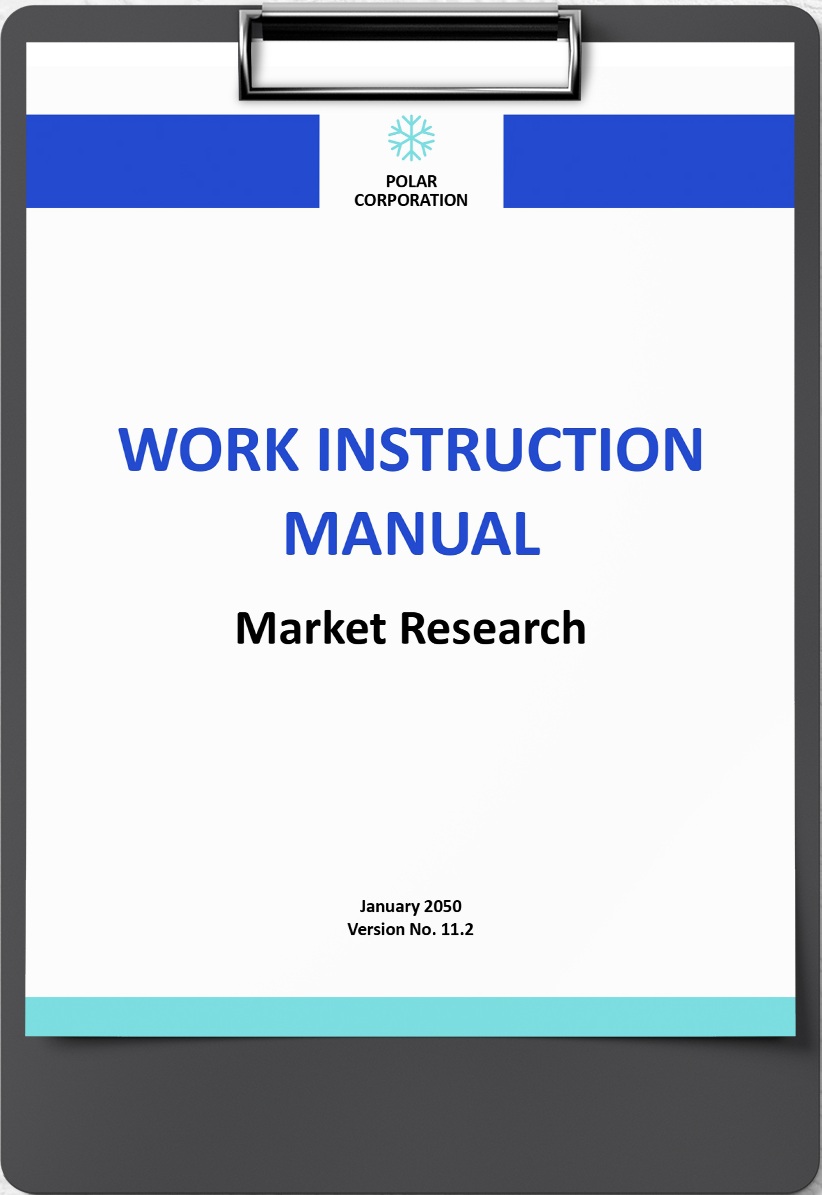 POLAR
CORPORATION
WORK INSTRUCTION
MANUAL
Market Research
January 2050
Version No. 11.2